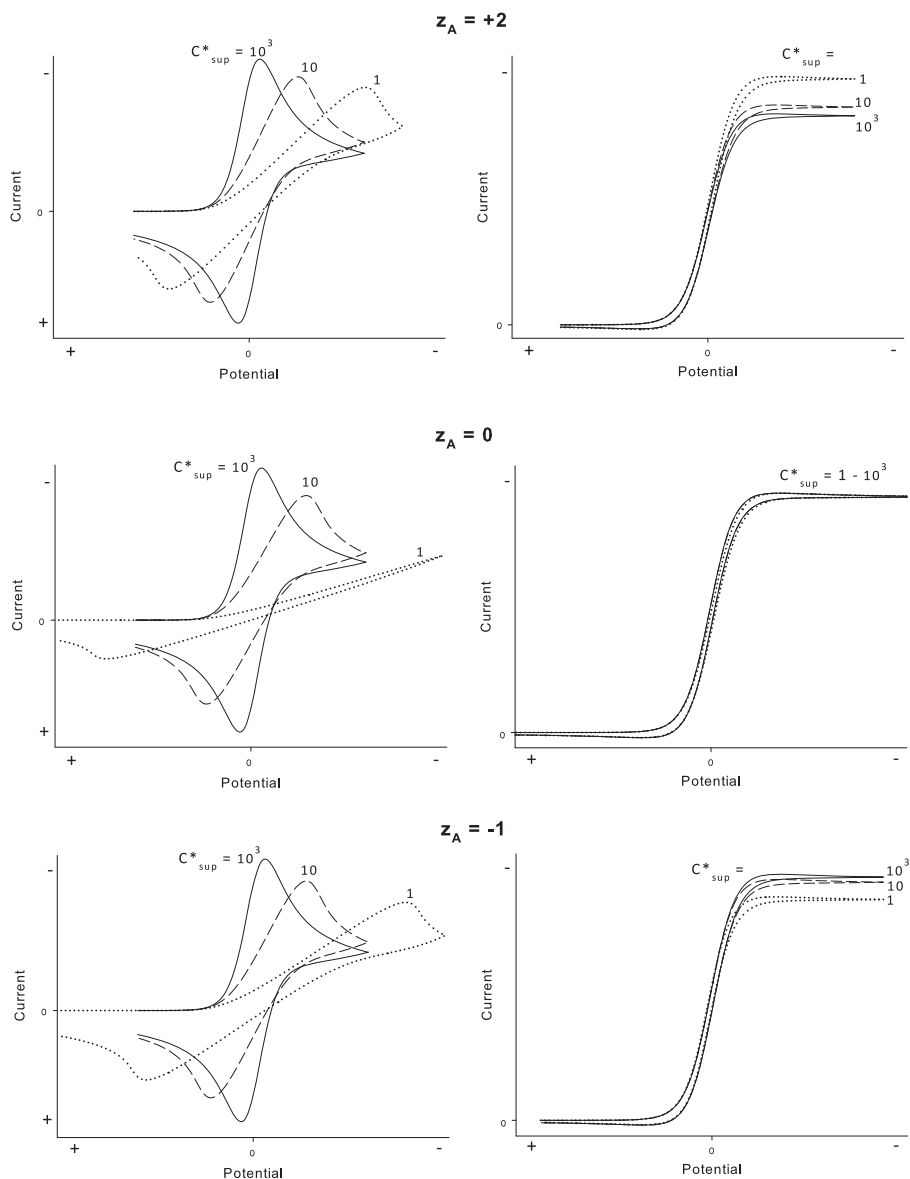 z_A = +2
C*_sup = 10^3
10
1
-
0
+
Current
+
0
-
Potential
C*_sup =
1
10
10^3
-
0
Current
+
0
-
Potential
z_A = 0
C*_sup = 10^3
10
1
-
0
+
Current
+
0
-
Potential
C*_sup = 1 - 10^3
-
0
Current
+
0
-
Potential
z_A = -1
C*_sup = 10^3
10
1
-
0
+
Current
+
0
-
Potential
C*_sup =
10^3
10
1
-
0
Current
+
0
-
Potential